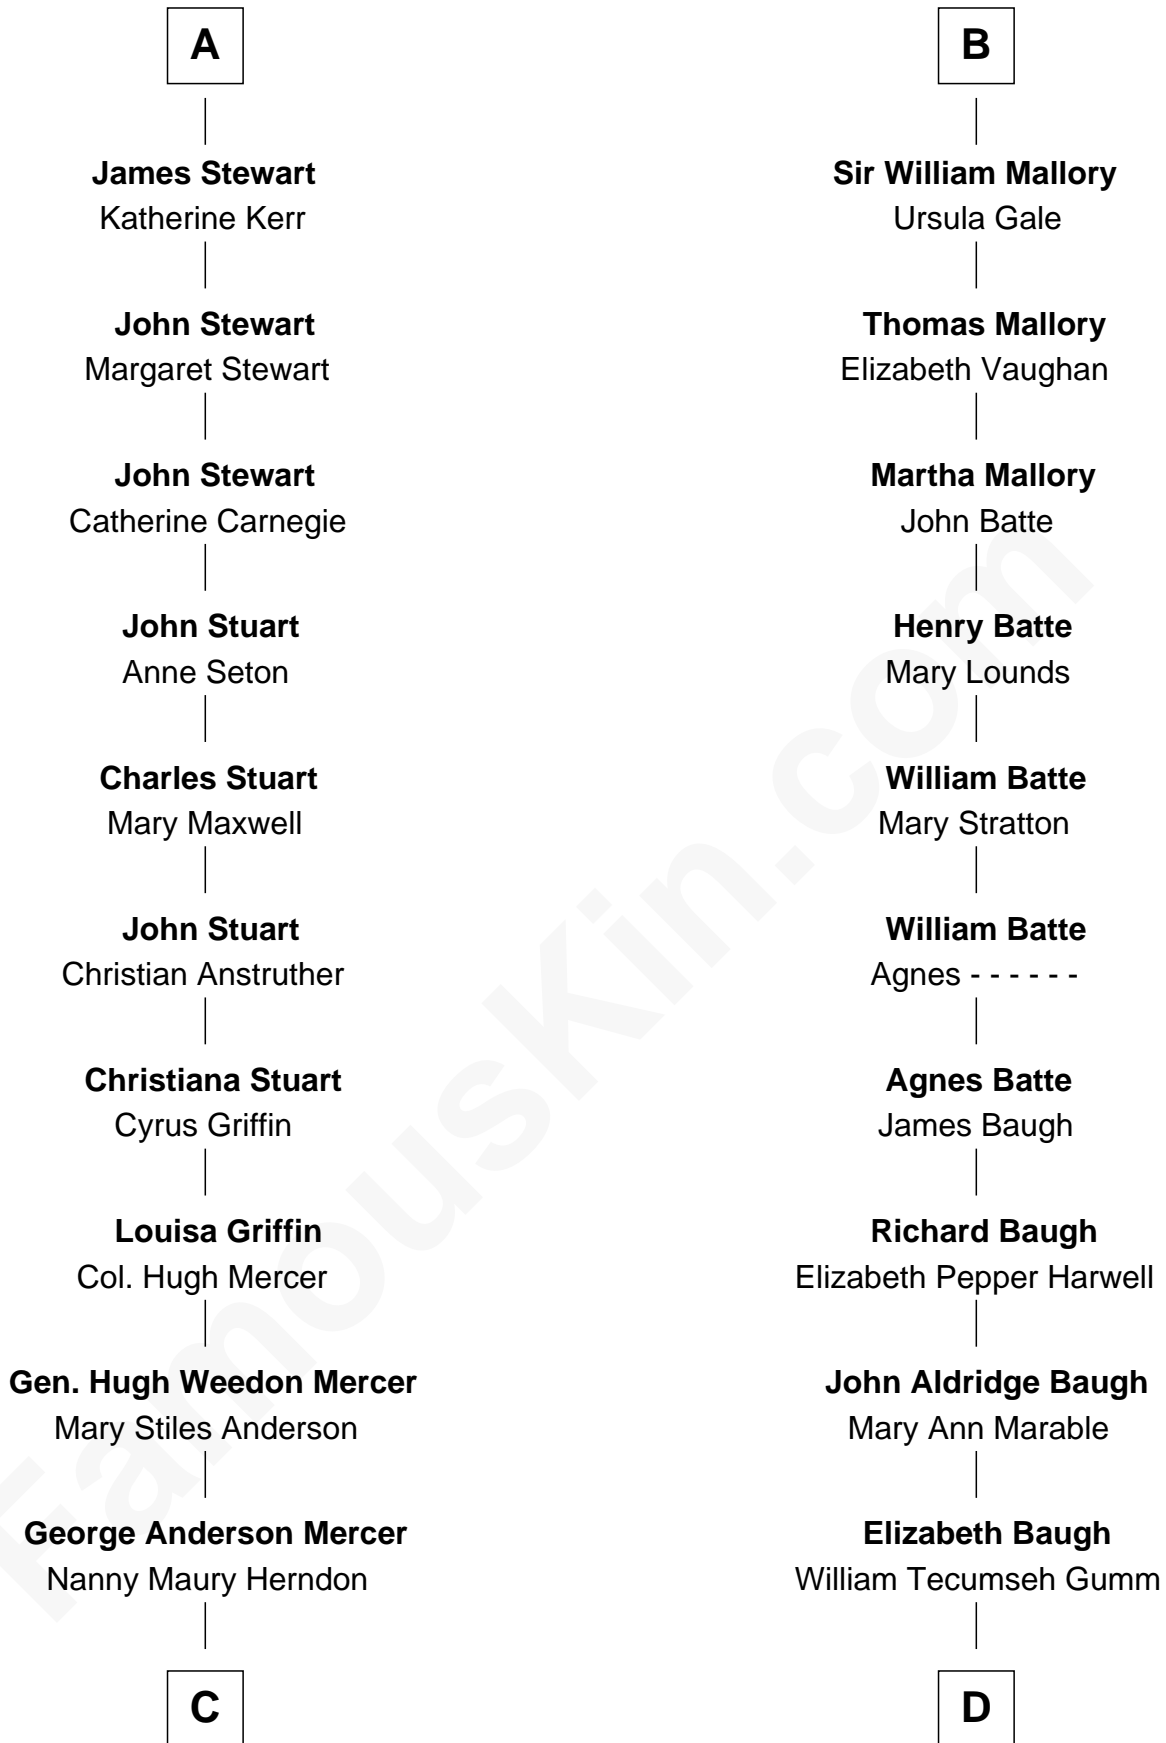 A
James Stewart
Katherine Kerr
John Stewart
Margaret Stewart
John Stewart
Catherine Carnegie
John Stuart
Anne Seton
Charles Stuart
Mary Maxwell
John Stuart
Christian Anstruther
Christiana Stuart
Cyrus Griffin
Louisa Griffin
Col. Hugh Mercer
Gen. Hugh Weedon Mercer
Mary Stiles Anderson
George Anderson Mercer
Nanny Maury Herndon
C
B
Sir William Mallory
Ursula Gale
Thomas Mallory
Elizabeth Vaughan
Martha Mallory
John Batte
Henry Batte
Mary Lounds
William Batte
Mary Stratton
William Batte
Agnes - - - - - -
Agnes Batte
James Baugh
Richard Baugh
Elizabeth Pepper Harwell
John Aldridge Baugh
Mary Ann Marable
Elizabeth Baugh
William Tecumseh Gumm
D
FamousKin.com